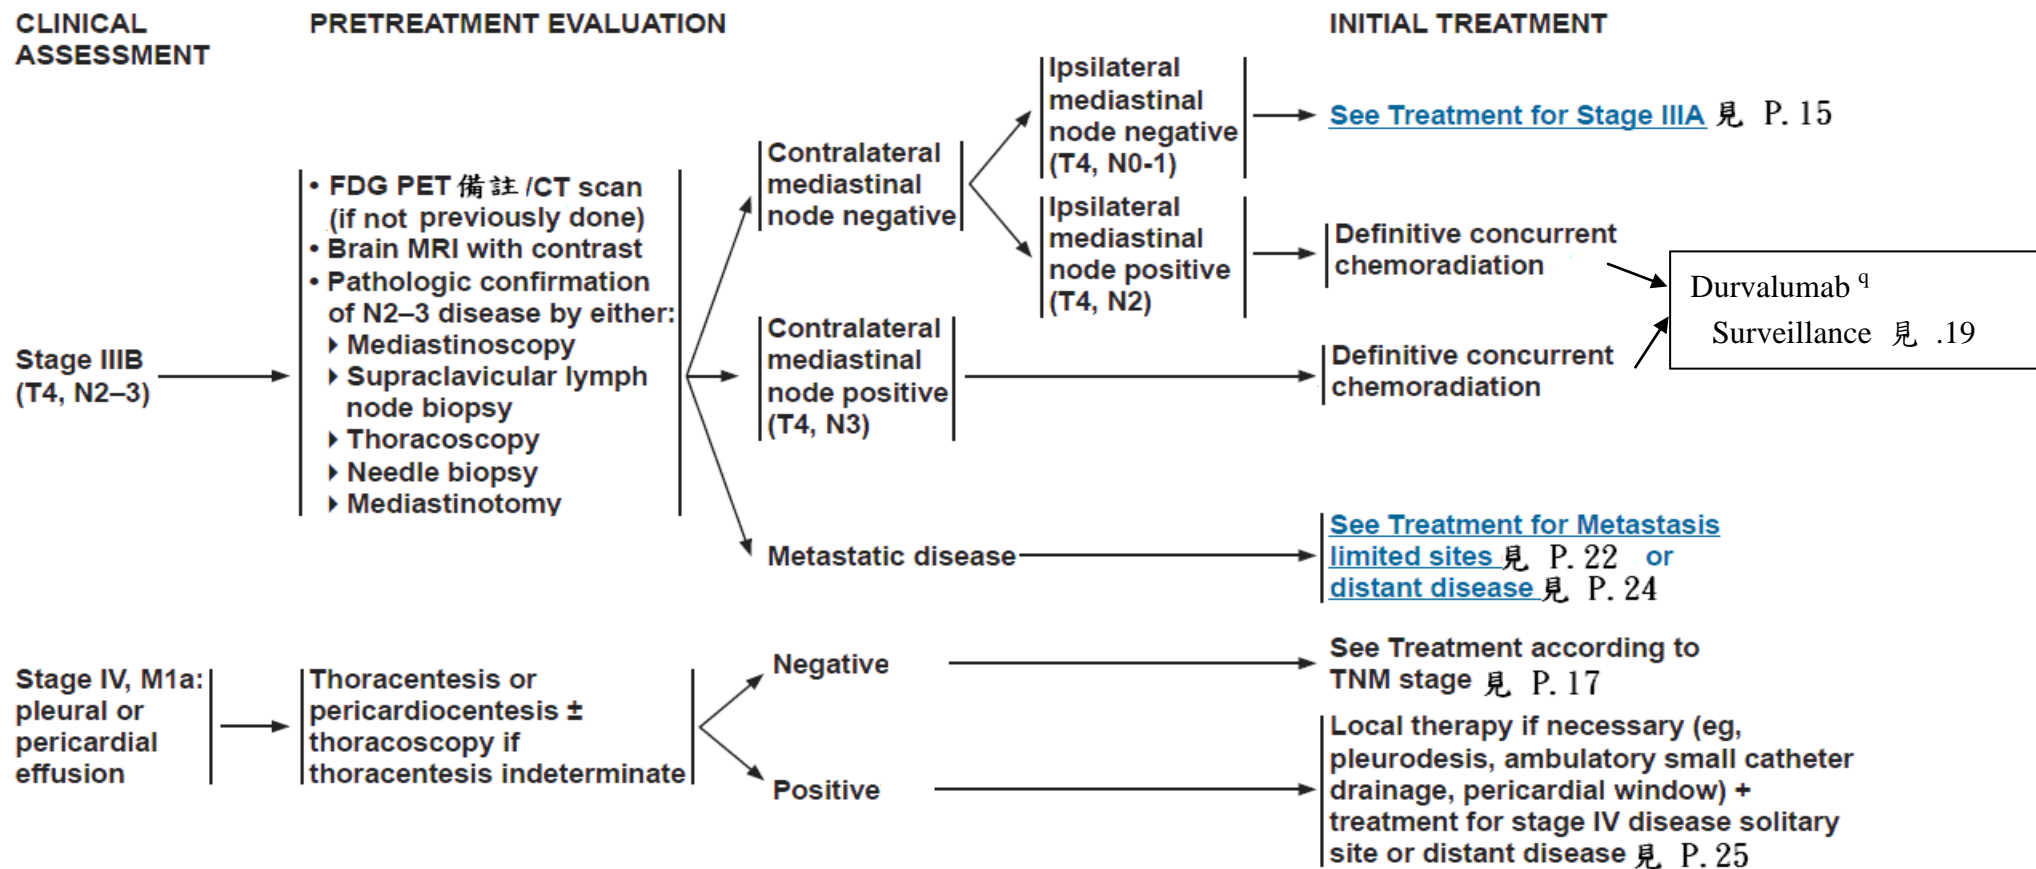 CLINICAL
ASSESSMENT
PRETREATMENT EVALUATION
INITIAL TREATMENT
Stage IIIB
(T4, N2–3)
• FDG PET 備註 /CT scan
(if not previously done)
• Brain MRI with contrast
• Pathologic confirmation
of N2–3 disease by either:
▸ Mediastinoscopy
▸ Supraclavicular lymph
node biopsy
▸ Thoracoscopy
▸ Needle biopsy
▸ Mediastinotomy
Contralateral
mediastinal
node negative
Ipsilateral
mediastinal
node negative
(T4, N0-1)
See Treatment for Stage IIIA 見 P. 15
Ipsilateral
mediastinal
node positive
(T4, N2)
Definitive concurrent
chemoradiation
Contralateral
mediastinal
node positive
(T4, N3)
Definitive concurrent
chemoradiation
Durvalumab q
Surveillance 見 .19
Metastatic disease
See Treatment for Metastasis
limited sites 見 P. 22 or
distant disease 見 P. 24
Stage IV, M1a:
pleural or
pericardial
effusion
Thoracentesis or
pericardiocentesis ±
thoracoscopy if
thoracentesis indeterminate
Negative
See Treatment according to
TNM stage 見 P. 17
Positive
Local therapy if necessary (eg,
pleurodesis, ambulatory small catheter
drainage, pericardial window) +
treatment for stage IV disease solitary
site or distant disease 見 P. 25